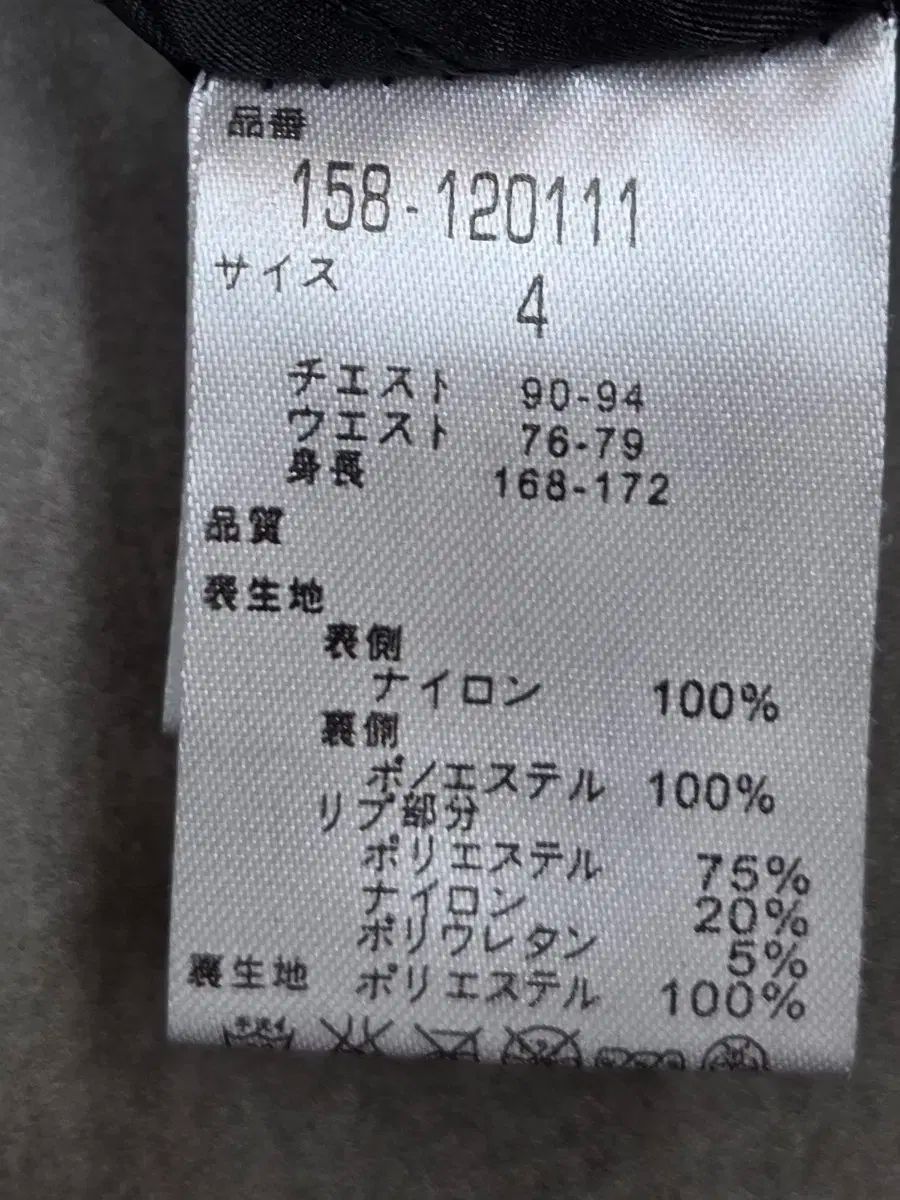 品番
158-120111
サイズ
4
チエスト 90-94
ウエスト 76-79
身長 168-172
品質
表生地
表側
ナイロン 100%
裏側
ポリエステル 100%
リブ部分
ポリエステル 75%
ナイロン 20%
ポリウレタン 5%
裏生地 ポリエステル 100%